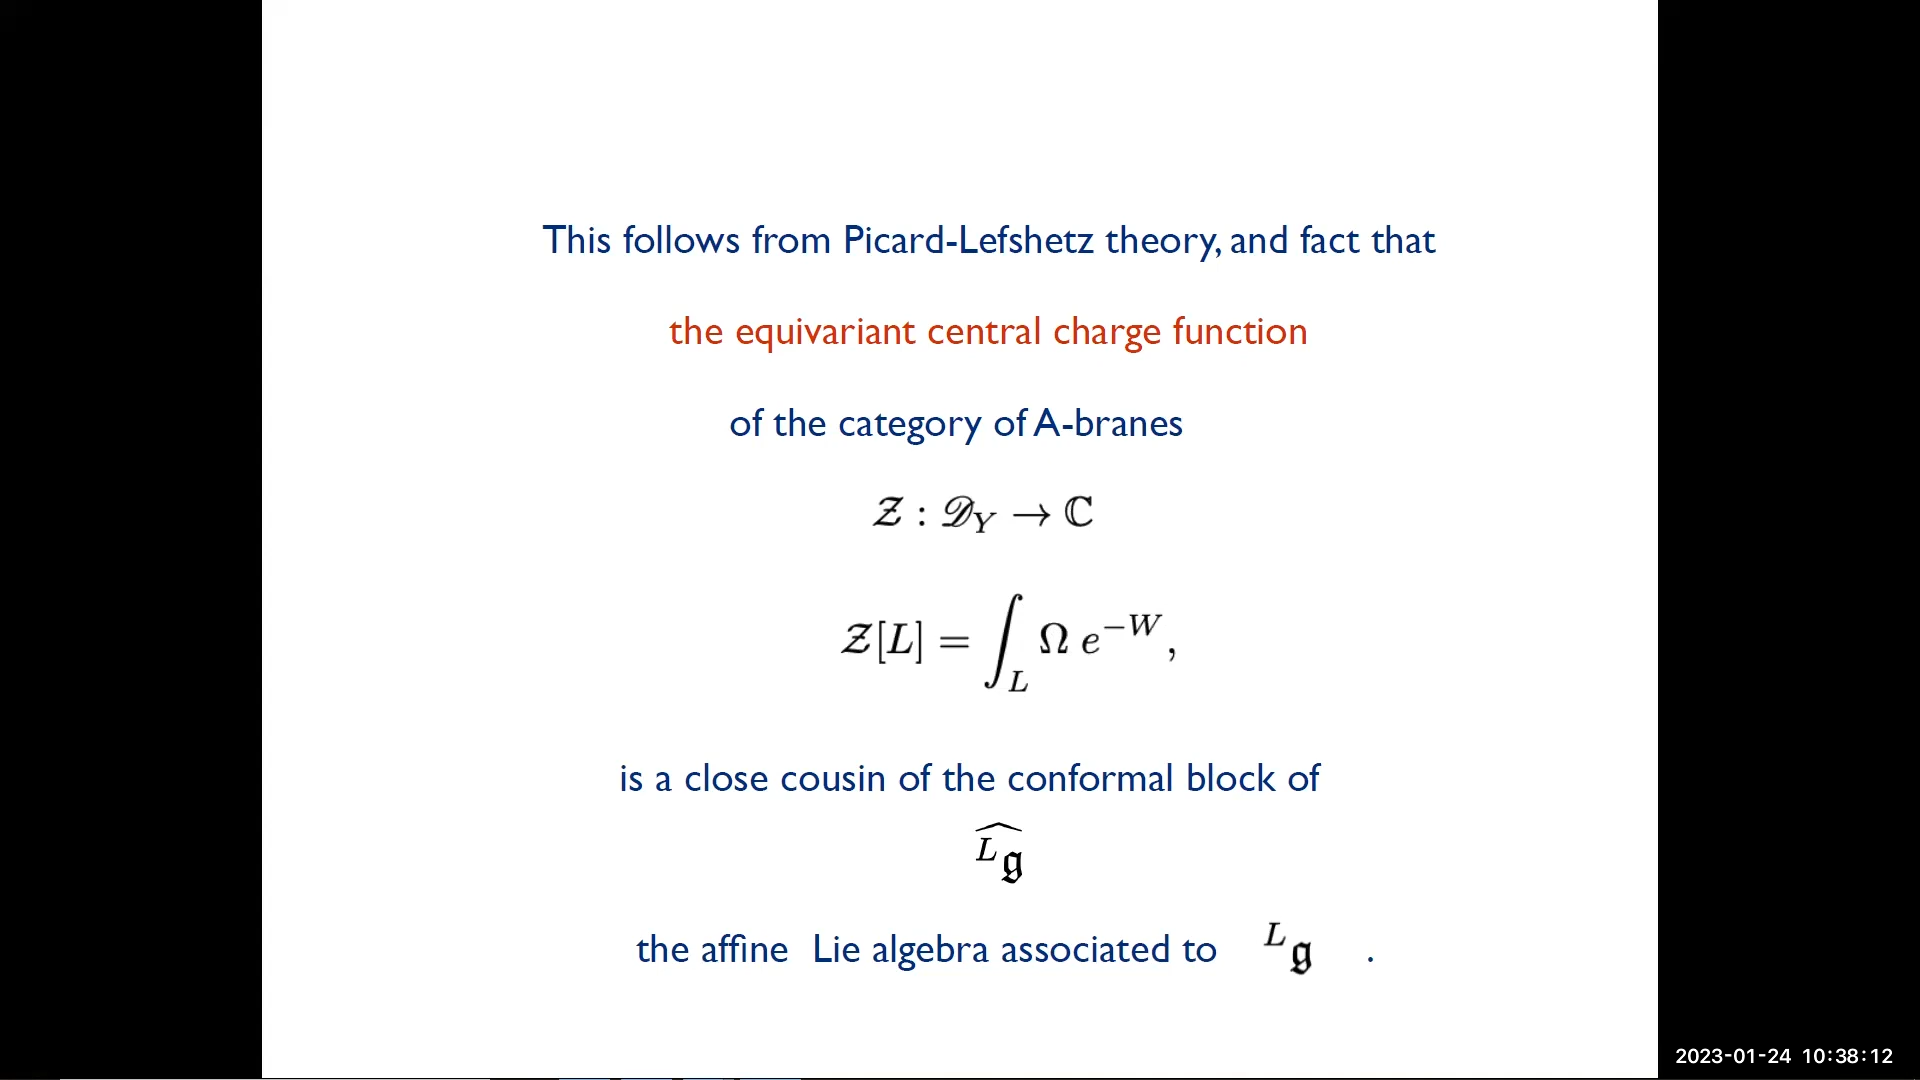 This follows from Picard-Lefshetz theory, and fact that
the equivariant central charge function
of the category of A-branes
𝒵 : 𝒟_Y → ℂ
𝒵[L] = ∫_L Ω e^{−W},
is a close cousin of the conformal block of
\widehat{^L𝔤}
the affine Lie algebra associated to ^L𝔤 .
2023-01-24 10:38:12